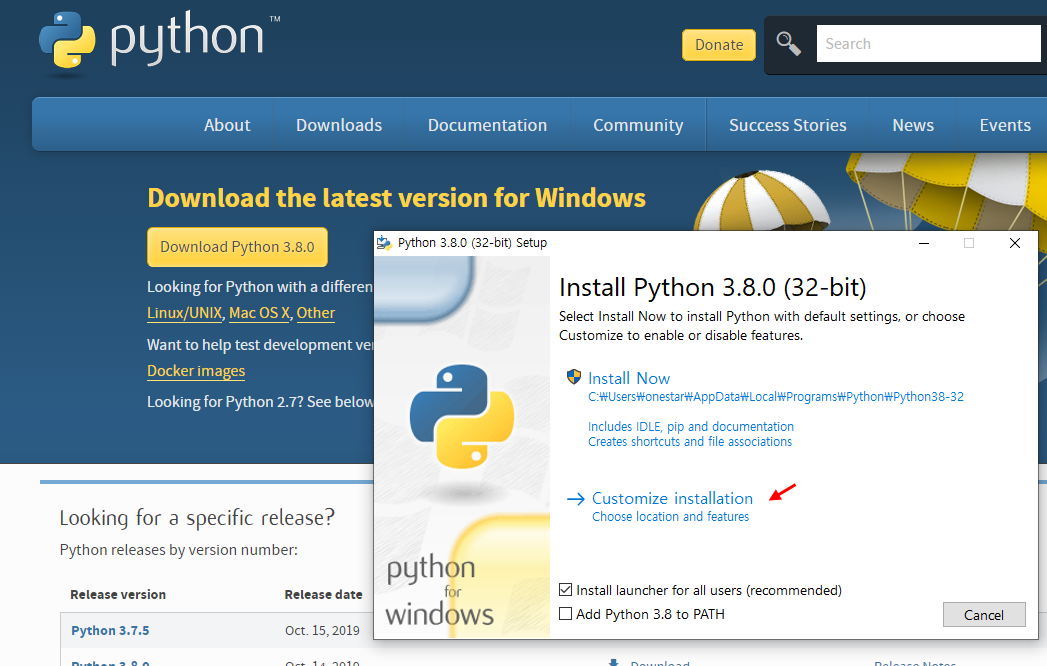 python™
Donate
Search
About Downloads Documentation Community Success Stories News Events
Download the latest version for Windows
Download Python 3.8.0
Looking for Python with a differen
Linux/UNIX, Mac OS X, Other
Want to help test development ve
Docker images
Looking for Python 2.7? See below
Looking for a specific release?
Python releases by version number:
Release version Release date
Python 3.7.5 Oct. 15, 2019
Python 3.8.0 Oct. 14, 2019 Download Release Notes
Python 3.8.0 (32-bit) Setup
Install Python 3.8.0 (32-bit)
Select Install Now to install Python with default settings, or choose
Customize to enable or disable features.
Install Now
C:₩Users₩onestar₩AppData₩Local₩Programs₩Python₩Python38-32
Includes IDLE, pip and documentation
Creates shortcuts and file associations
Customize installation
Choose location and features
python
for
windows
Install launcher for all users (recommended)
Add Python 3.8 to PATH
Cancel